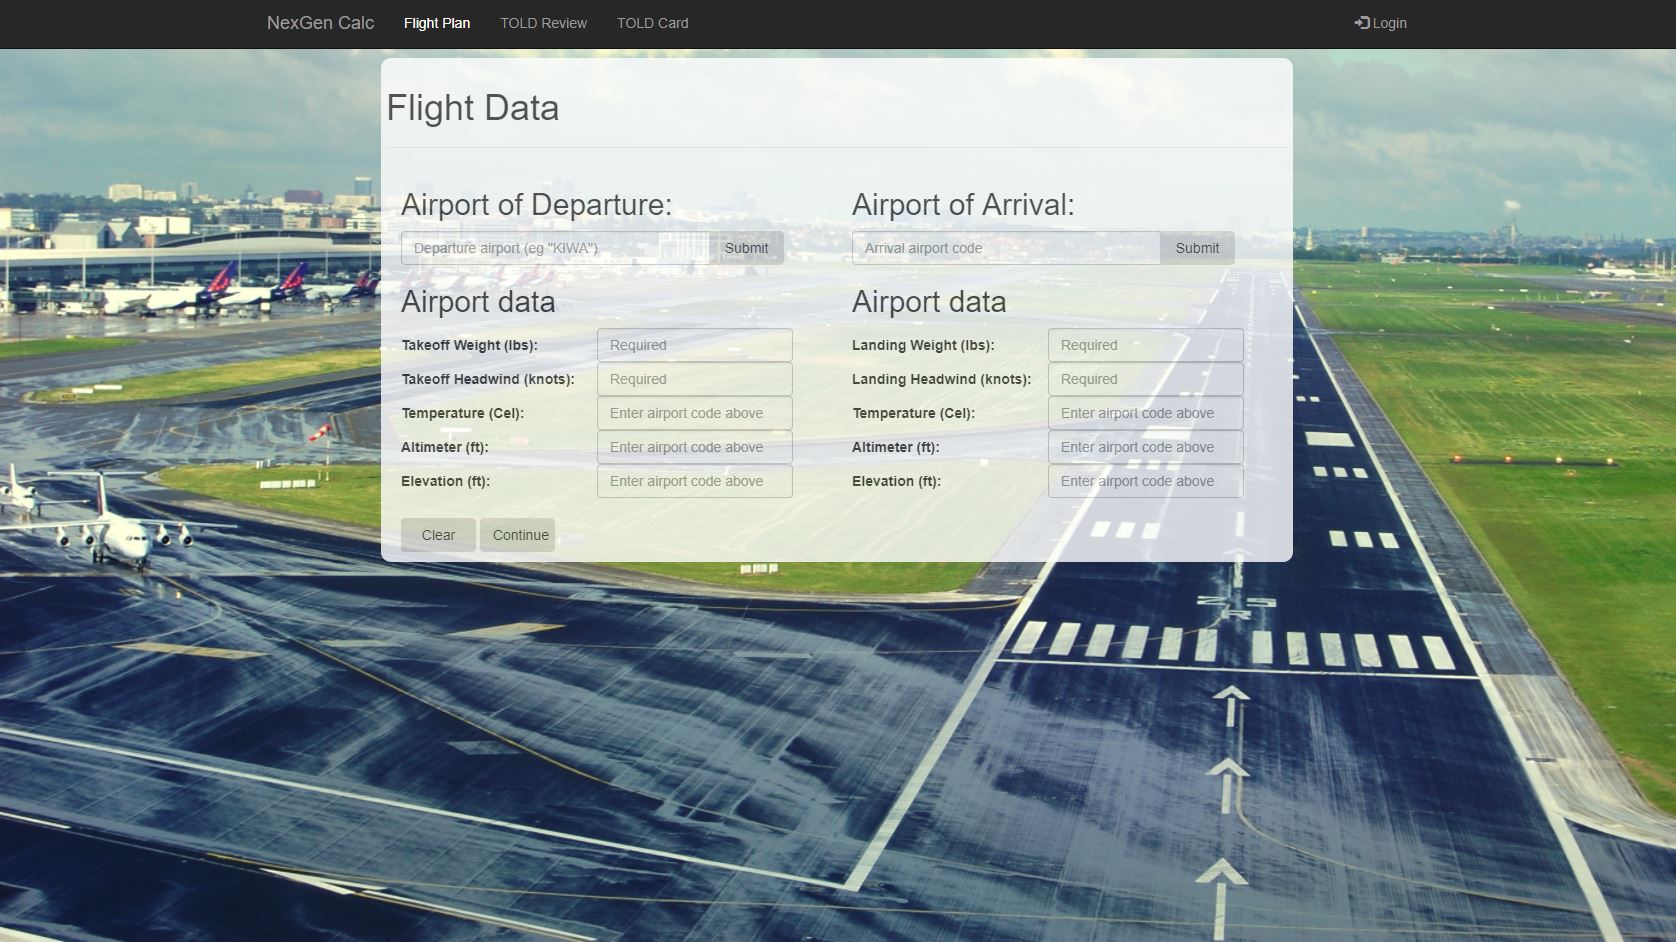 NexGen Calc Flight Plan TOLD Review TOLD Card Login
Flight Data
Airport of Departure:
Departure airport (eg "KIWA") Submit
Airport data
Takeoff Weight (lbs): Required
Takeoff Headwind (knots): Required
Temperature (Cel): Enter airport code above
Altimeter (ft): Enter airport code above
Elevation (ft): Enter airport code above
Airport of Arrival:
Arrival airport code Submit
Airport data
Landing Weight (lbs): Required
Landing Headwind (knots): Required
Temperature (Cel): Enter airport code above
Altimeter (ft): Enter airport code above
Elevation (ft): Enter airport code above
Clear Continue
25
R